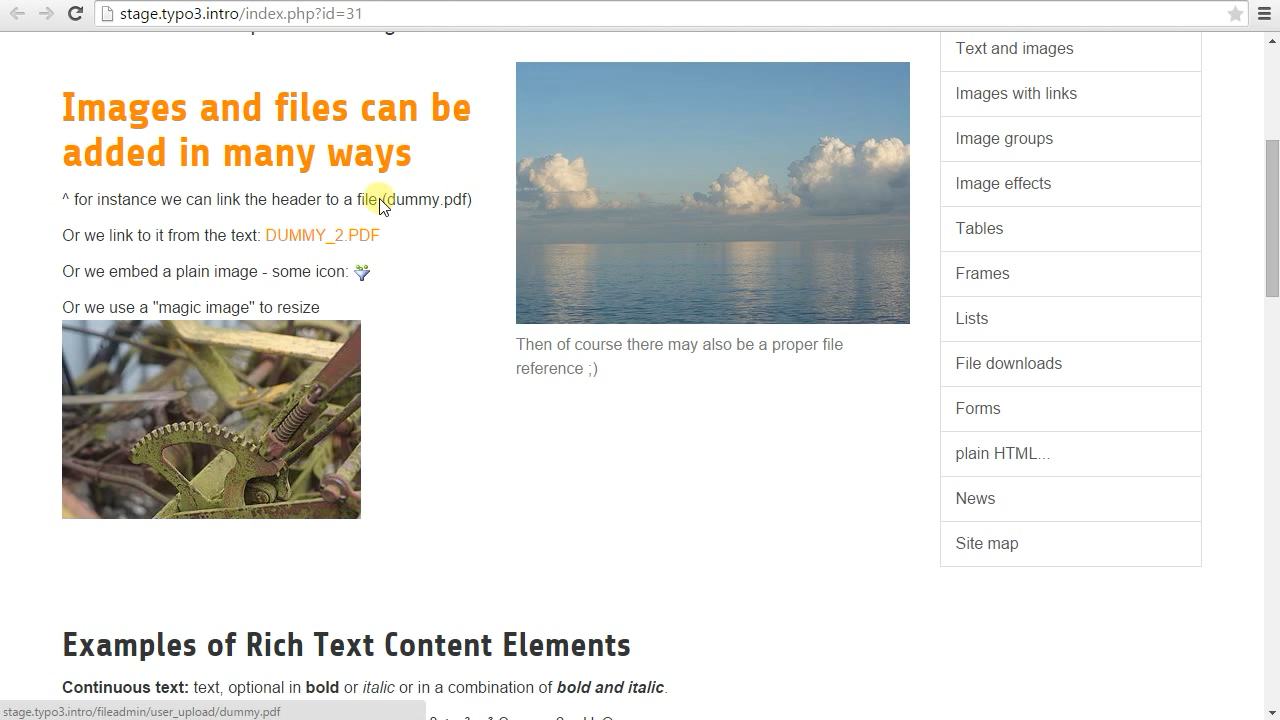 stage.typo3.intro/index.php?id=31
Images and files can be
added in many ways
^ for instance we can link the header to a file (dummy.pdf)
Or we link to it from the text: DUMMY_2.PDF
Or we embed a plain image - some icon:
Or we use a "magic image" to resize
Then of course there may also be a proper file
reference ;)
Text and images
Images with links
Image groups
Image effects
Tables
Frames
Lists
File downloads
Forms
plain HTML...
News
Site map
Examples of Rich Text Content Elements
Continuous text: text, optional in bold or italic or in a combination of bold and italic.
stage.typo3.intro/fileadmin/user_upload/dummy.pdf